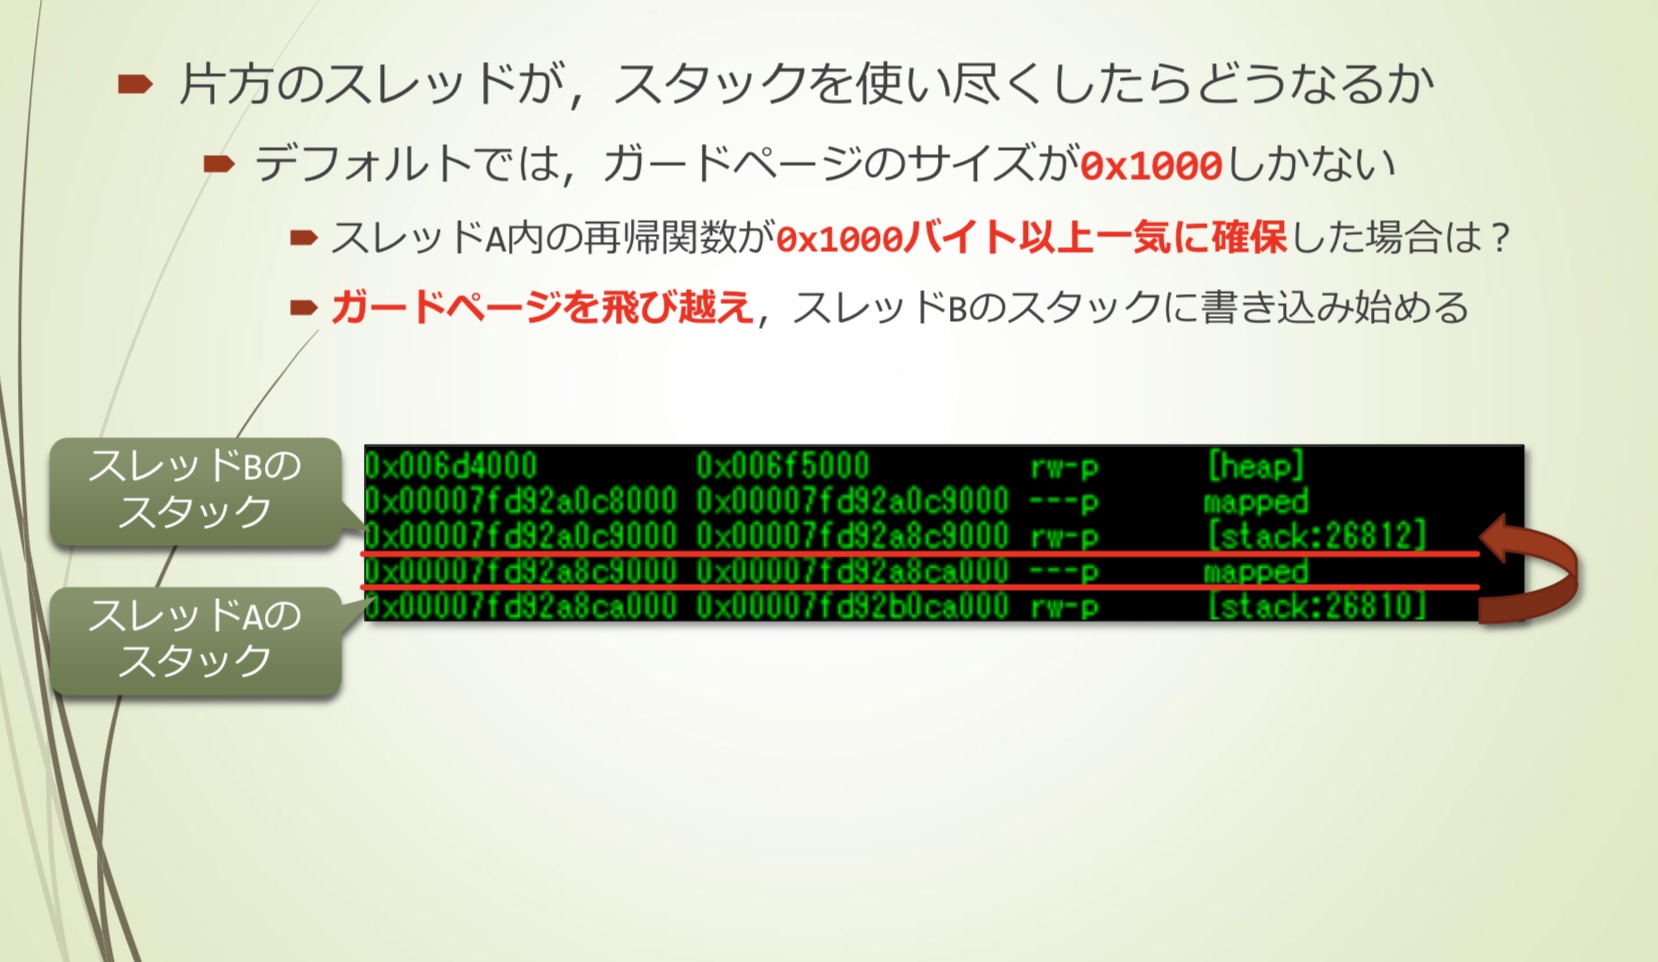 片方のスレッドが，スタックを使い尽くしたらどうなるか
デフォルトでは，ガードページのサイズが0x1000しかない
スレッドA内の再帰関数が0x1000バイト以上一気に確保した場合は？
ガードページを飛び越え，スレッドBのスタックに書き込み始める
スレッドBの
スタック
0x006d4000 0x006f5000 rw-p [heap]
0x00007fd92a0c8000 0x00007fd92a0c9000 ---p mapped
0x00007fd92a0c9000 0x00007fd92a8c9000 rw-p [stack:26812]
0x00007fd92a8c9000 0x00007fd92a8ca000 ---p mapped
0x00007fd92a8ca000 0x00007fd92b0ca000 rw-p [stack:26810]
スレッドAの
スタック